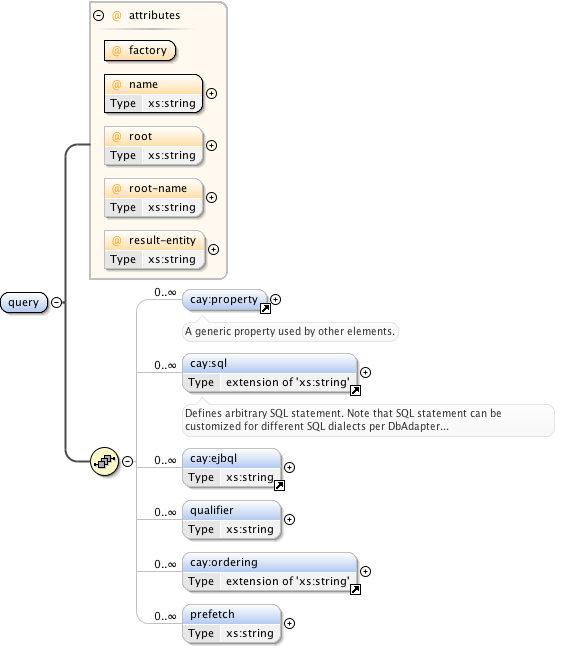 @ attributes
@ factory
@ name
Type xs:string
@ root
Type xs:string
@ root-name
Type xs:string
@ result-entity
Type xs:string
query
0..∞
cay:property
A generic property used by other elements.
0..∞
cay:sql
Type extension of 'xs:string'
Defines arbitrary SQL statement. Note that SQL statement can be
customized for different SQL dialects per DbAdapter...
0..∞
cay:ejbql
Type xs:string
0..∞
qualifier
Type xs:string
0..∞
cay:ordering
Type extension of 'xs:string'
0..∞
prefetch
Type xs:string